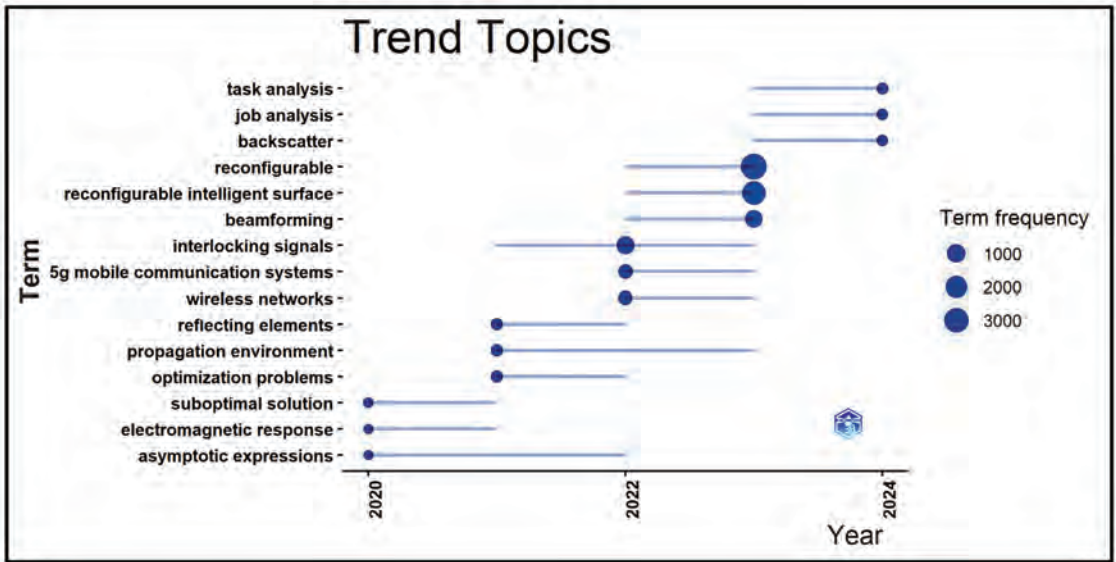 Trend Topics
task analysis
job analysis
backscatter
reconfigurable
reconfigurable intelligent surface
beamforming
interlocking signals
5g mobile communication systems
wireless networks
reflecting elements
propagation environment
optimization problems
suboptimal solution
electromagnetic response
asymptotic expressions
Term
2020
2022
2024
Year
Term frequency
1000
2000
3000